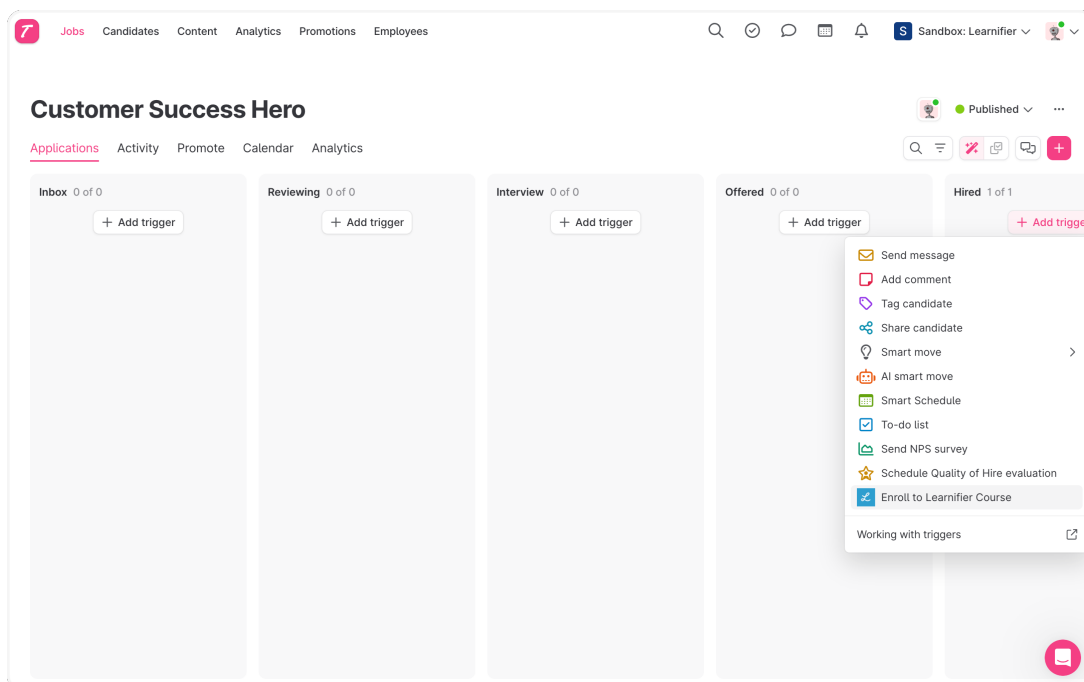 Jobs Candidates Content Analytics Promotions Employees S Sandbox: Learnifier
Customer Success Hero
Published
Applications Activity Promote Calendar Analytics
Inbox 0 of 0
Add trigger
Reviewing 0 of 0
Add trigger
Interview 0 of 0
Add trigger
Offered 0 of 0
Add trigger
Hired 1 of 1
Add trigge
Send message
Add comment
Tag candidate
Share candidate
Smart move
AI smart move
Smart Schedule
To-do list
Send NPS survey
Schedule Quality of Hire evaluation
Enroll to Learnifier Course
Working with triggers